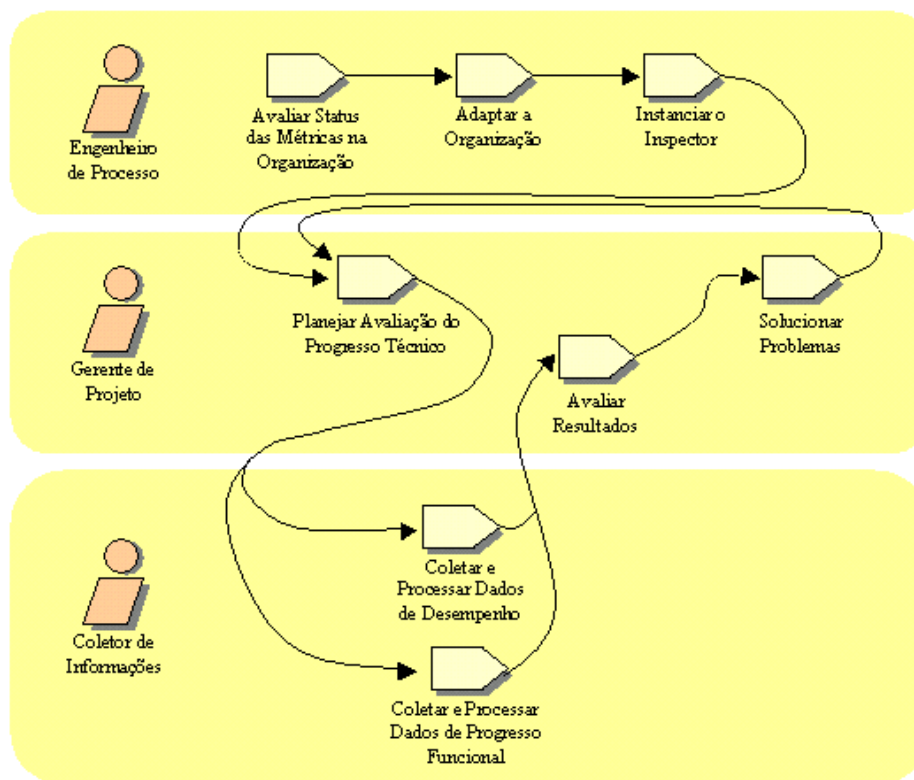 Engenheiro
de Processo
Avaliar Status
das Métricas na
Organização
Adaptar a
Organização
Instanciar o
Inspector
Gerente de
Projeto
Planejar Avaliação do
Progresso Técnico
Avaliar
Resultados
Solucionar
Problemas
Coletor de
Informações
Coletar e
Processar Dados
de Desempenho
Coletar e Processar
Dados de Progresso
Funcional